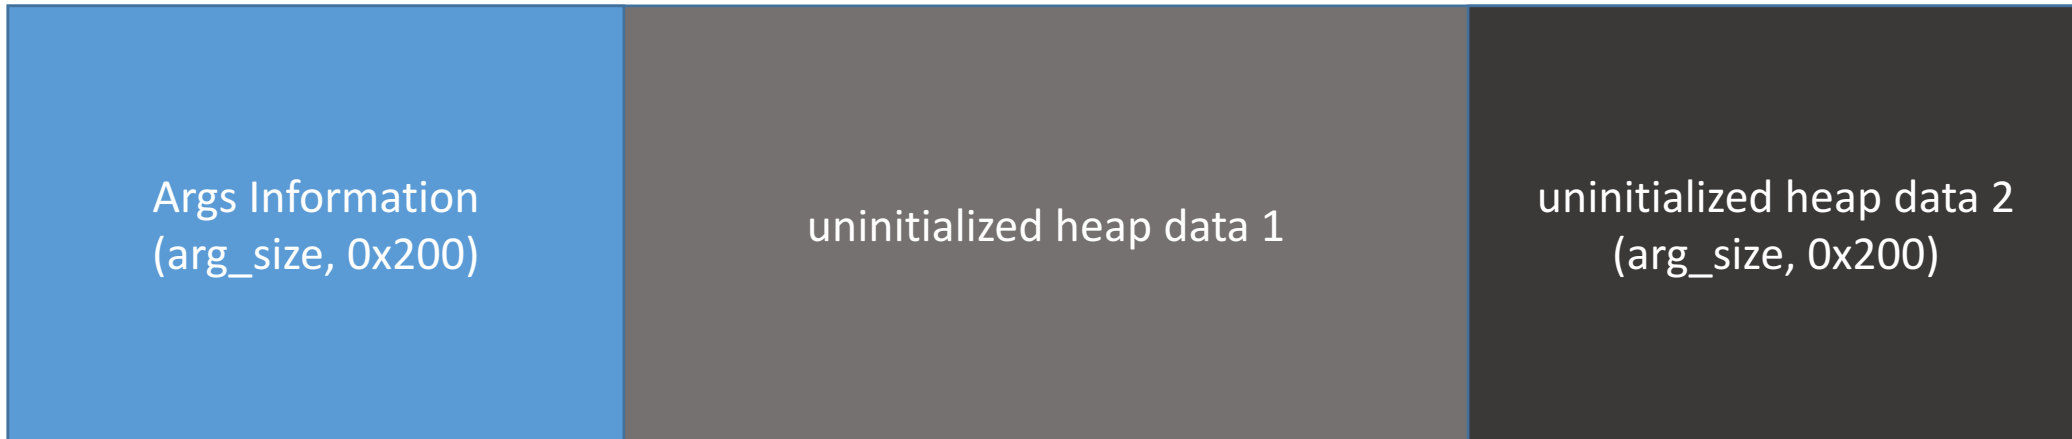 Args Information
(arg_size, 0x200)
uninitialized heap data 1
uninitialized heap data 2
(arg_size, 0x200)